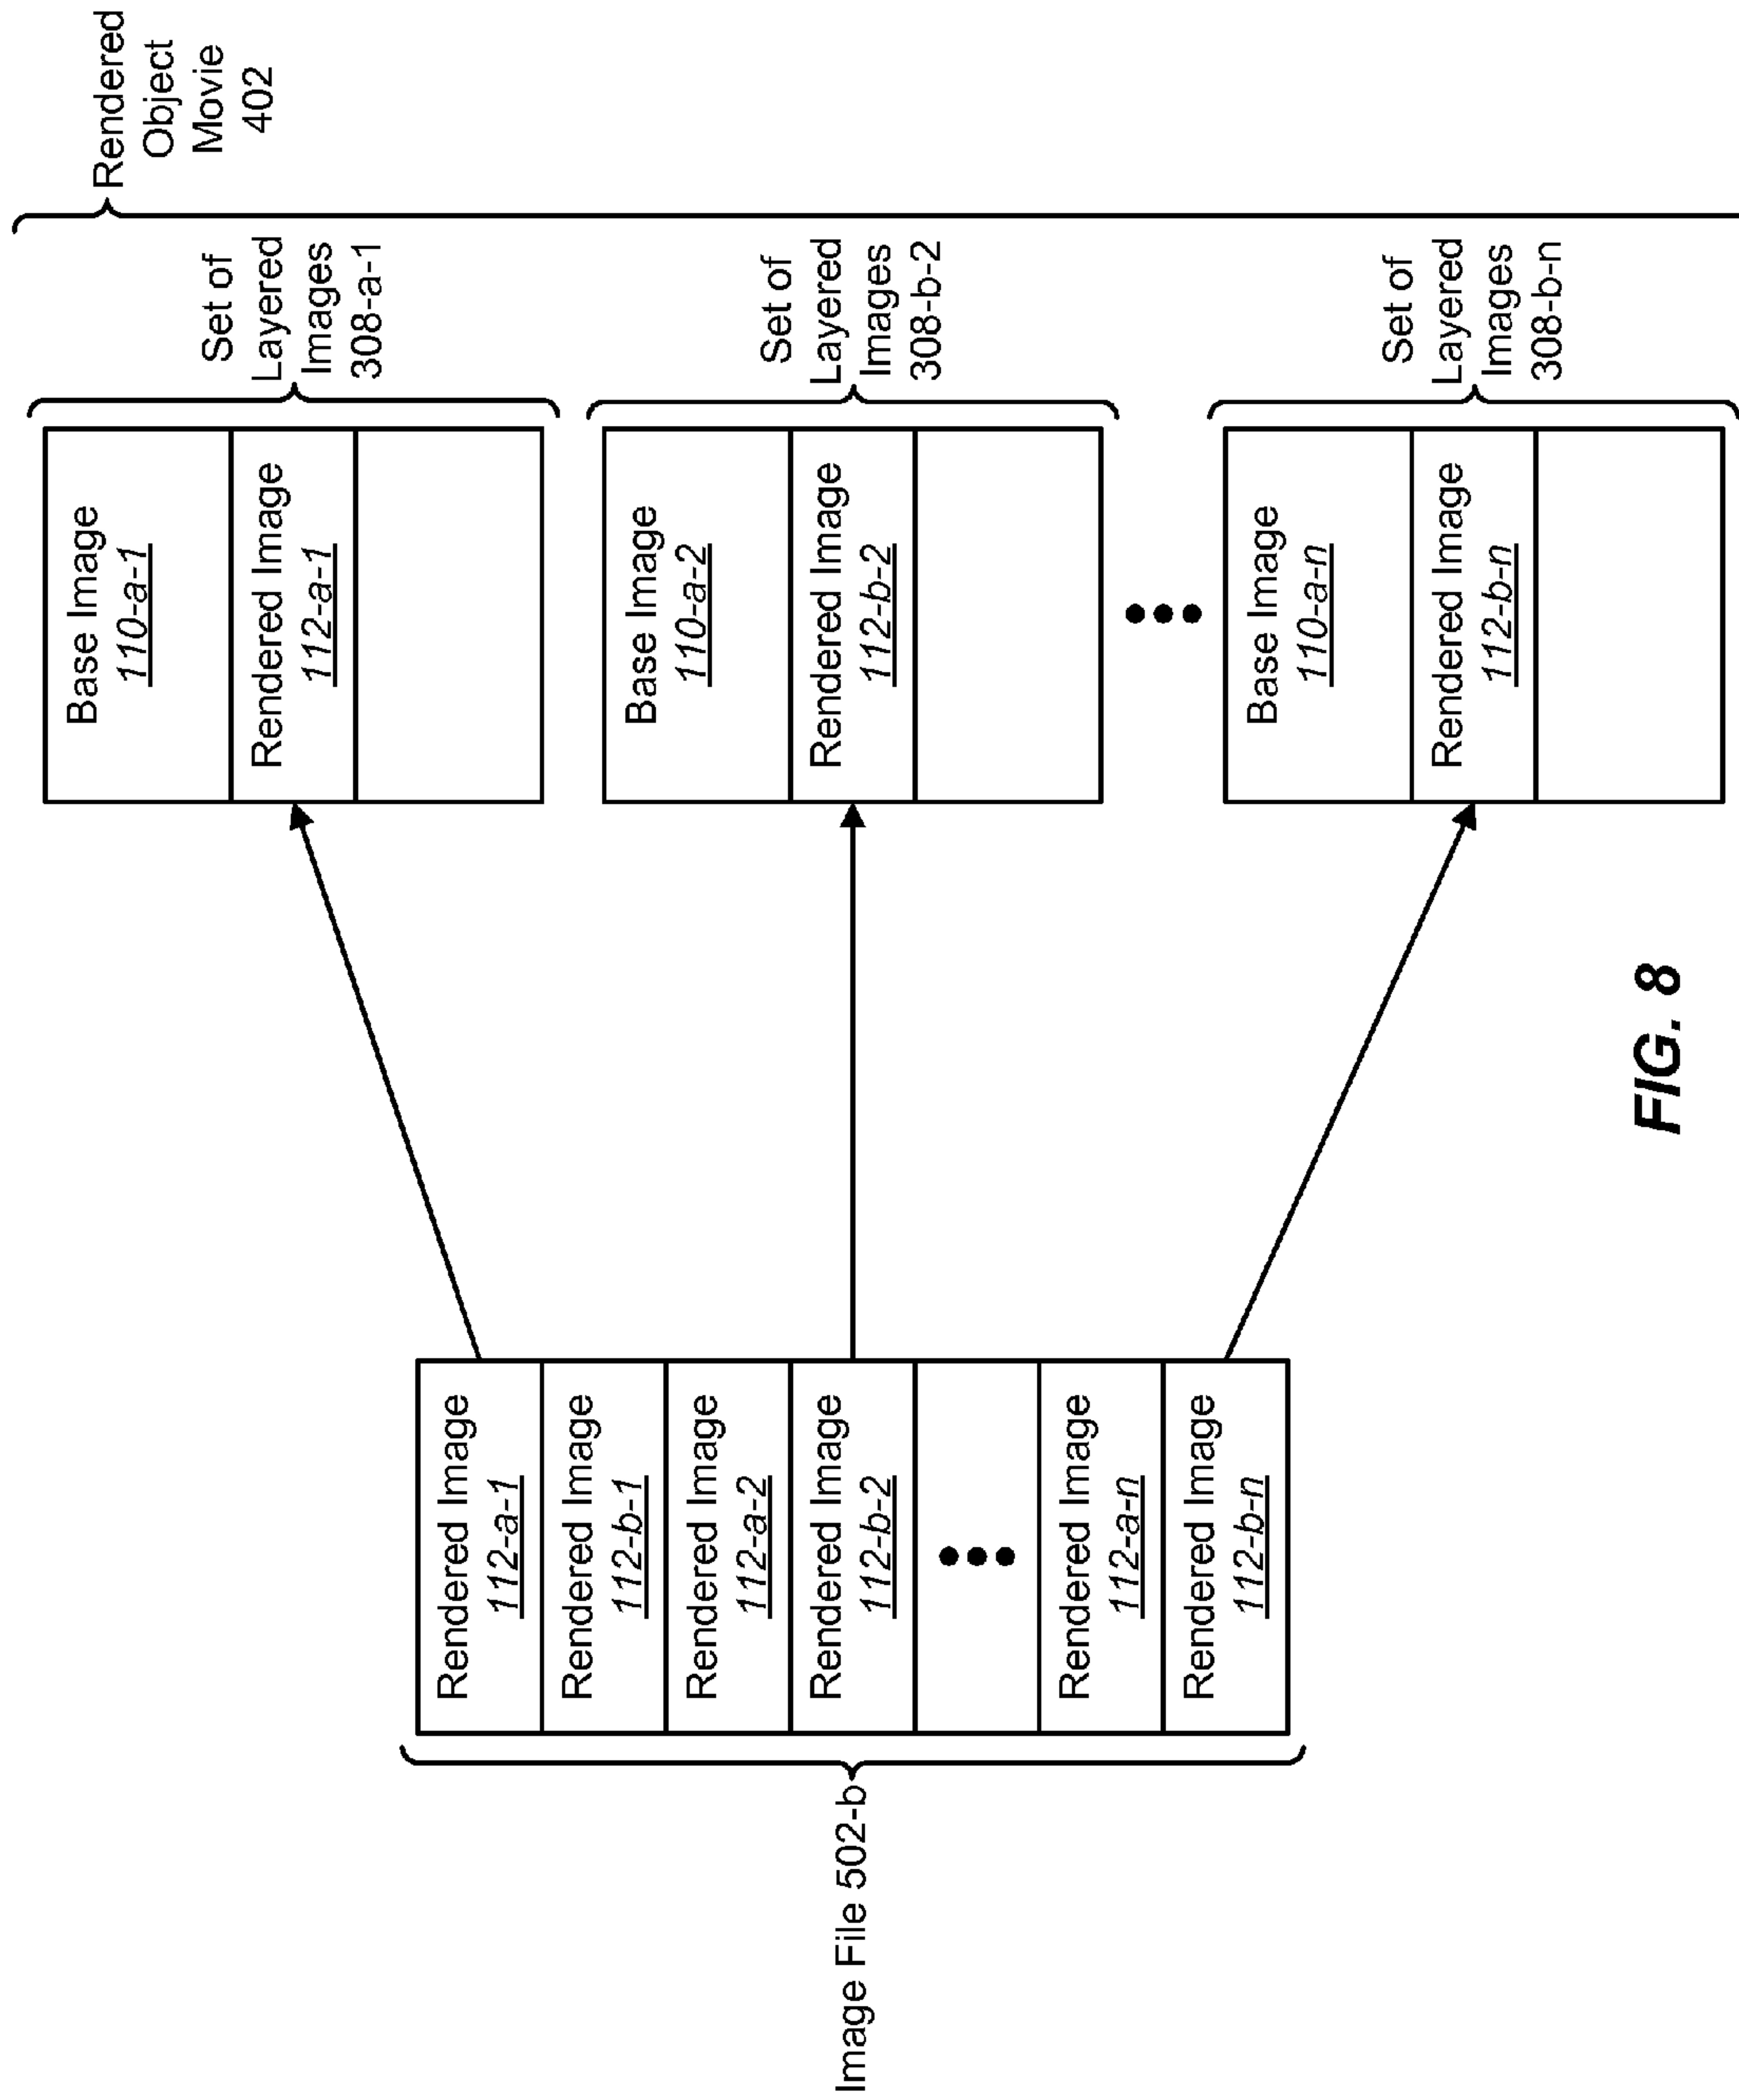 Image File 502-b
Rendered Image
112-a-1
Rendered Image
112-b-1
Rendered Image
112-a-2
Rendered Image
112-b-2
Rendered Image
112-a-n
Rendered Image
112-b-n
Base Image
110-a-1
Rendered Image
112-a-1
Set of
Layered
Images
308-a-1
Base Image
110-a-2
Rendered Image
112-b-2
Set of
Layered
Images
308-b-2
Base Image
110-a-n
Rendered Image
112-b-n
Set of
Layered
Images
308-b-n
Rendered
Object
Movie
402
FIG. 8